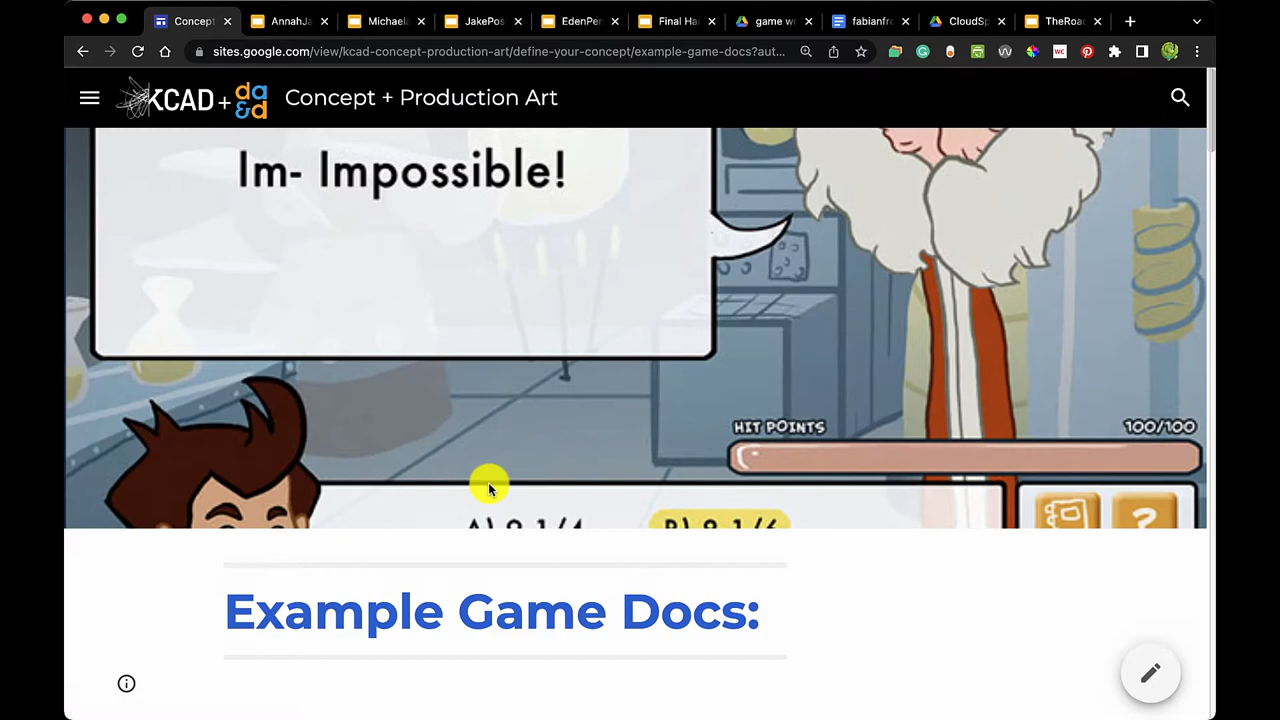 Concept
AnnahJa
Michaela
JakePos
EdenPer
Final Ha
game w
fabianfr
CloudSp
TheRoa
sites.google.com/view/kcad-concept-production-art/define-your-concept/example-game-docs?aut...
KCAD + da&d
Concept + Production Art
Im- Impossible!
HIT POINTS
100/100
?
Example Game Docs: